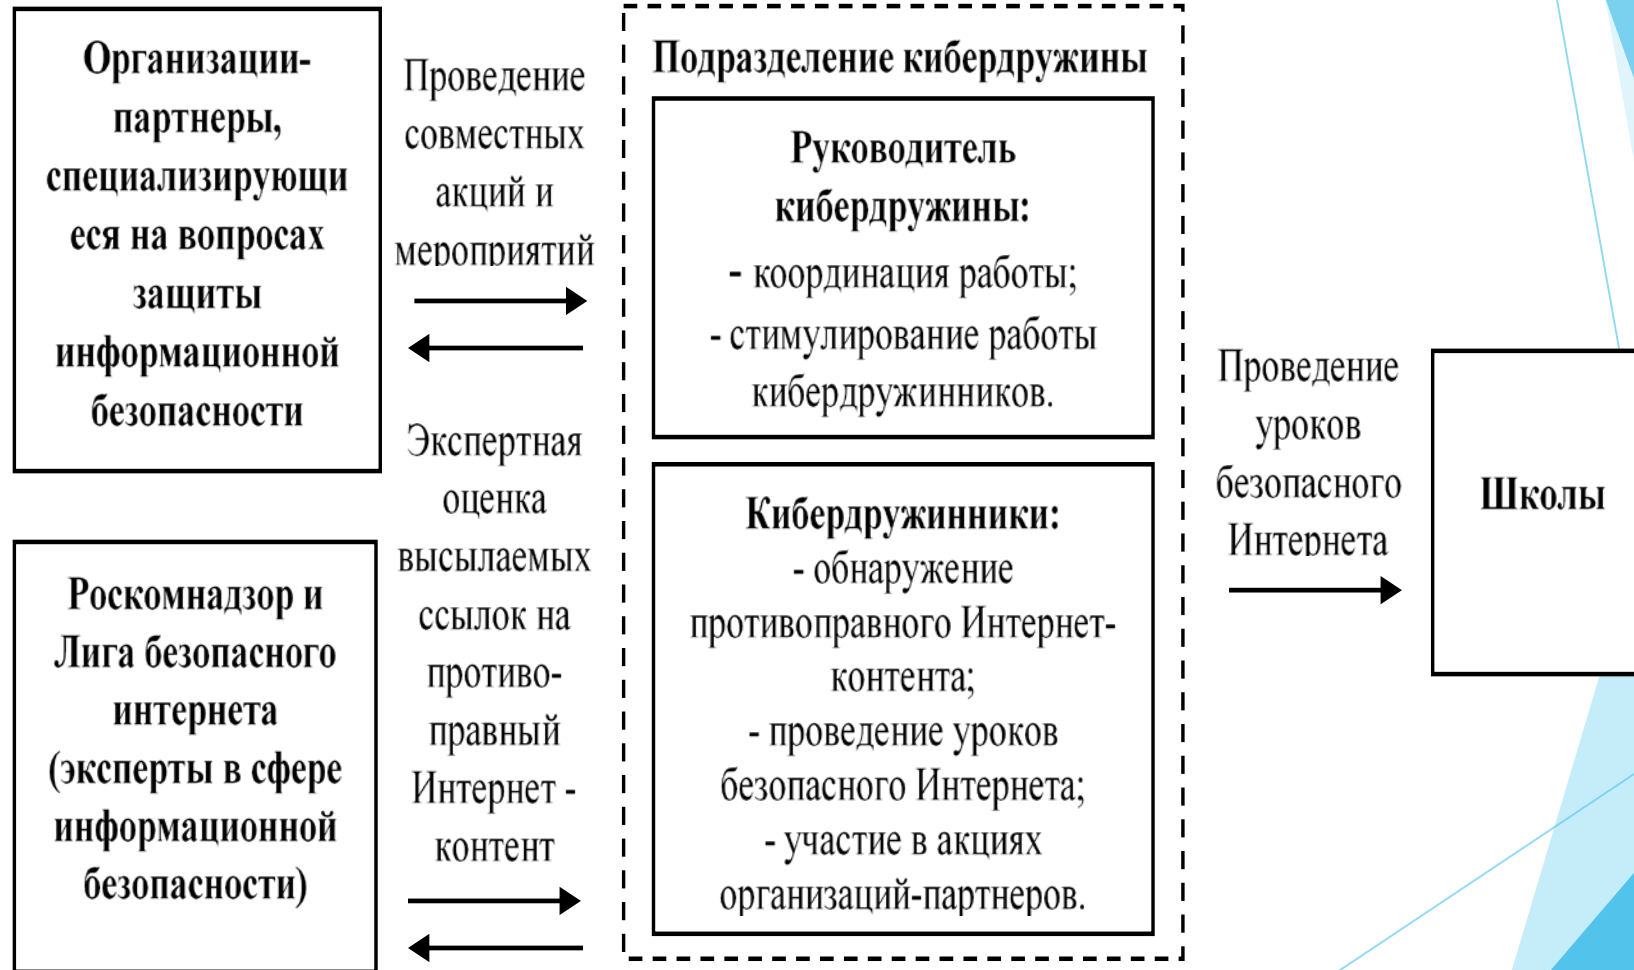 Организации-
партнеры,
специализирующи
еся на вопросах
защиты
информационной
безопасности
Роскомнадзор и
Лига безопасного
интернета
(эксперты в сфере
информационной
безопасности)
Проведение
совместных
акций и
мероприятий
Экспертная
оценка
высылаемых
ссылок на
противо-
правный
Интернет -
контент
Подразделение кибердружины
Руководитель
кибердружины:
- координация работы;
- стимулирование работы
кибердружинников.
Кибердружинники:
- обнаружение
противоправного Интернет-
контента;
- проведение уроков
безопасного Интернета;
- участие в акциях
организаций-партнеров.
Проведение
уроков
безопасного
Интернета
Школы